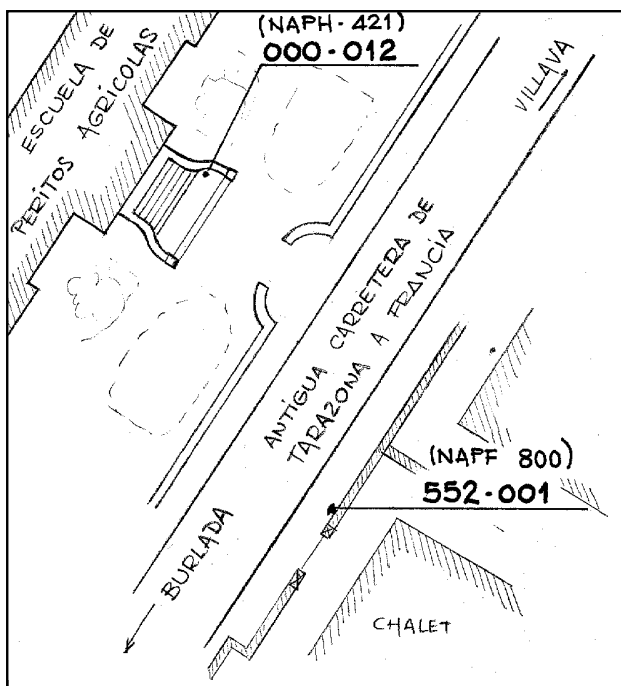 (NAPH-421)
000-012
ESCUELA DE
PERITOS AGRÍCOLAS
VILLAVA
ANTIGUA CARRETERA DE
TARAZONA A FRANCIA
(NAPF 800)
552-001
BURLADA
CHALET